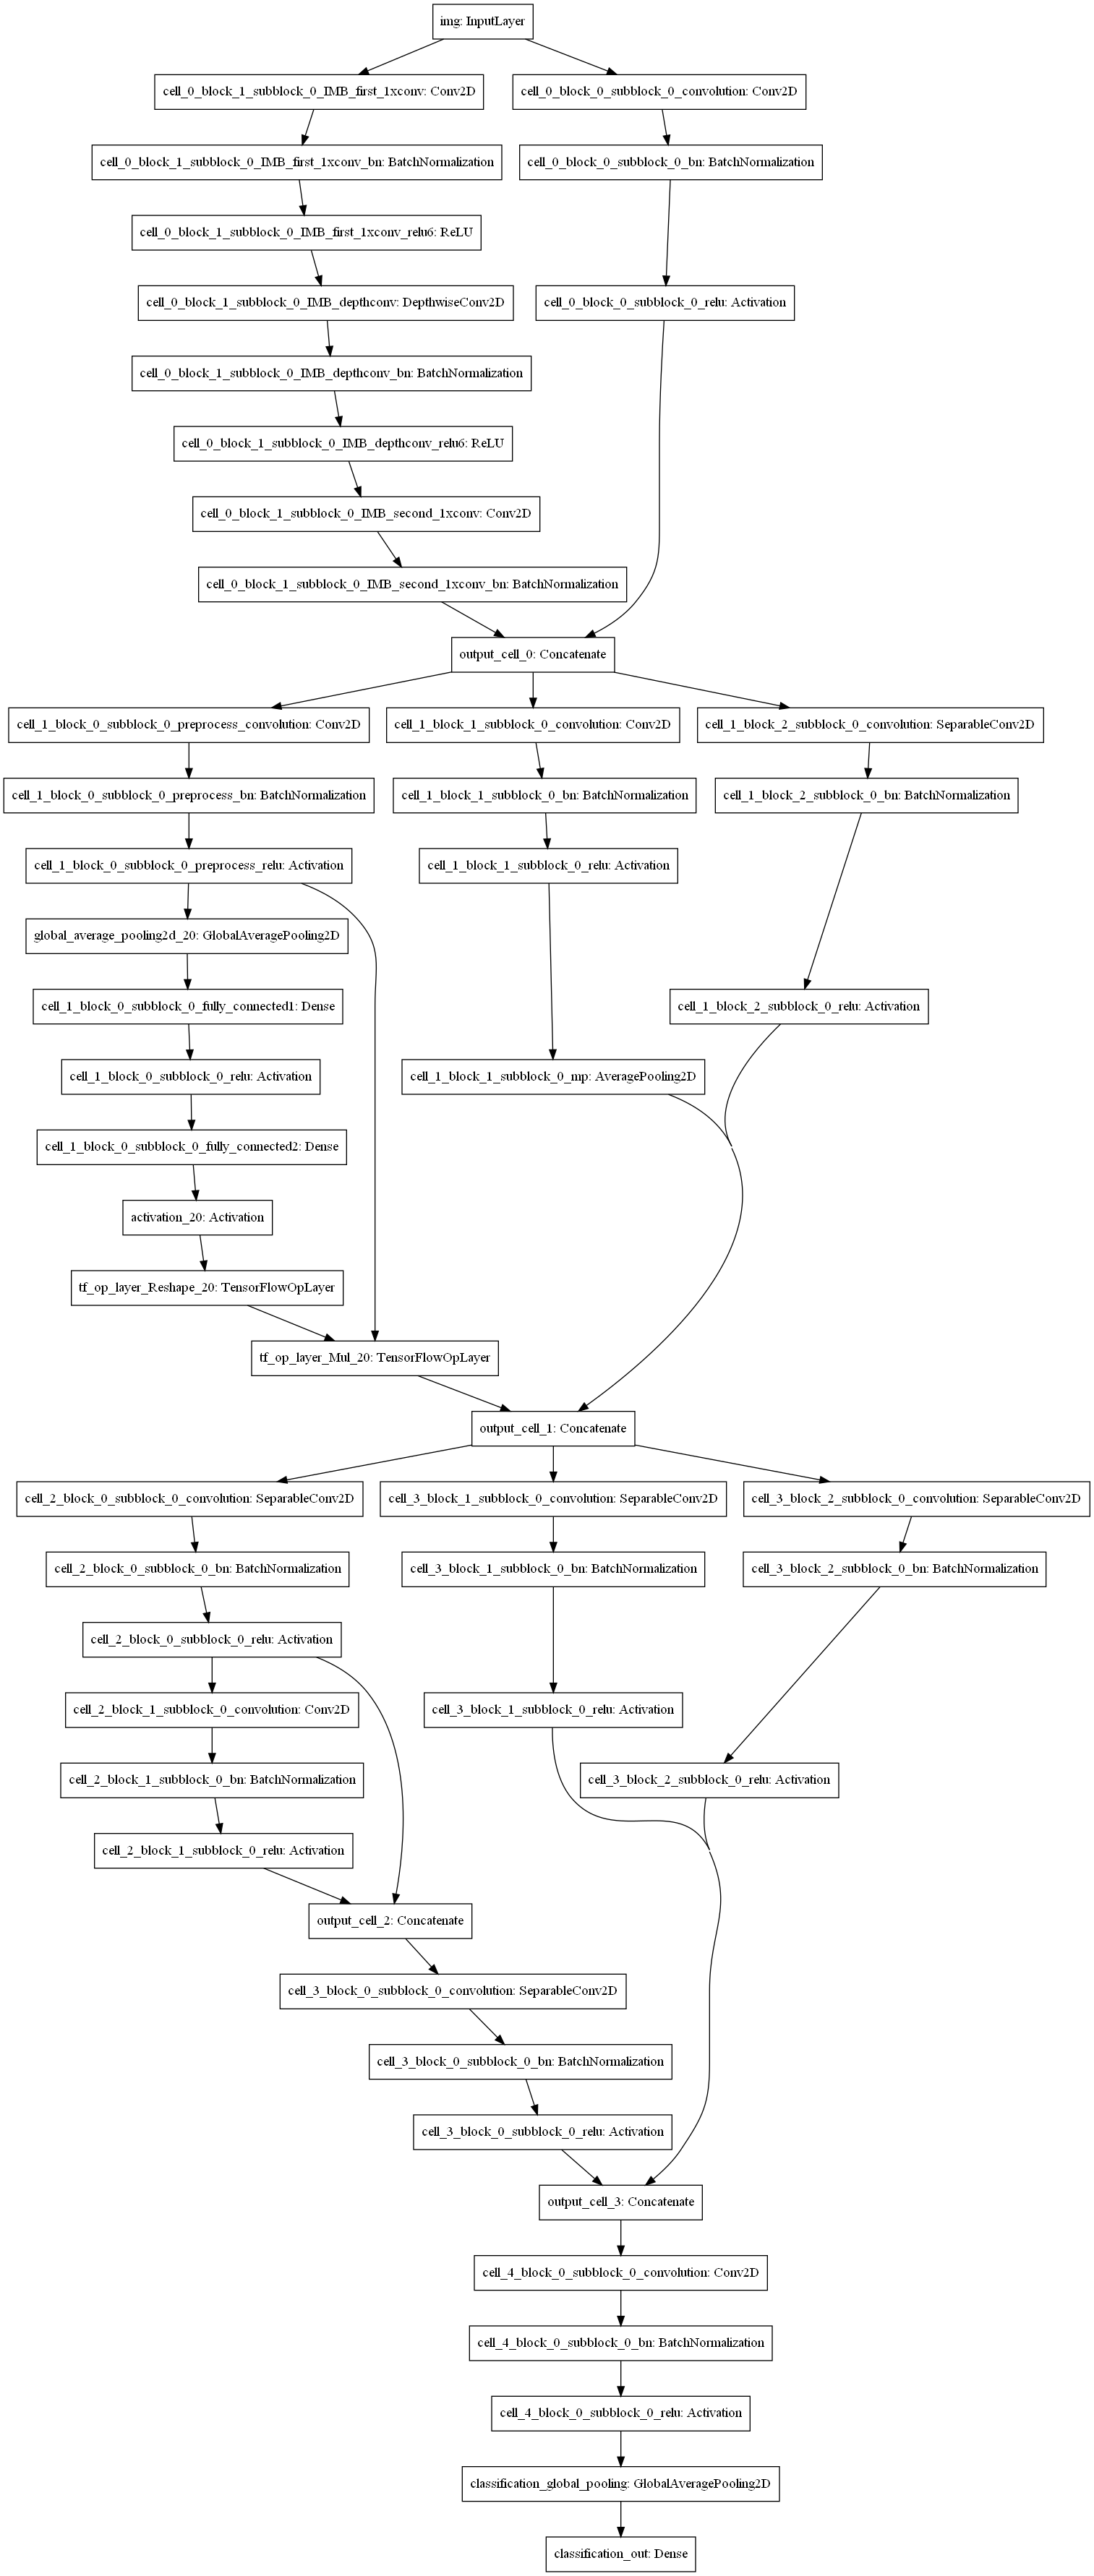 img: InputLayer
cell_0_block_1_subblock_0_IMB_first_1xconv: Conv2D
cell_0_block_0_subblock_0_convolution: Conv2D
cell_0_block_1_subblock_0_IMB_first_1xconv_bn: BatchNormalization
cell_0_block_0_subblock_0_bn: BatchNormalization
cell_0_block_1_subblock_0_IMB_first_1xconv_relu6: ReLU
cell_0_block_1_subblock_0_IMB_depthconv: DepthwiseConv2D
cell_0_block_0_subblock_0_relu: Activation
cell_0_block_1_subblock_0_IMB_depthconv_bn: BatchNormalization
cell_0_block_1_subblock_0_IMB_depthconv_relu6: ReLU
cell_0_block_1_subblock_0_IMB_second_1xconv: Conv2D
cell_0_block_1_subblock_0_IMB_second_1xconv_bn: BatchNormalization
output_cell_0: Concatenate
cell_1_block_0_subblock_0_preprocess_convolution: Conv2D
cell_1_block_1_subblock_0_convolution: Conv2D
cell_1_block_2_subblock_0_convolution: SeparableConv2D
cell_1_block_0_subblock_0_preprocess_bn: BatchNormalization
cell_1_block_1_subblock_0_bn: BatchNormalization
cell_1_block_2_subblock_0_bn: BatchNormalization
cell_1_block_0_subblock_0_preprocess_relu: Activation
cell_1_block_1_subblock_0_relu: Activation
global_average_pooling2d_20: GlobalAveragePooling2D
cell_1_block_0_subblock_0_fully_connected1: Dense
cell_1_block_2_subblock_0_relu: Activation
cell_1_block_0_subblock_0_relu: Activation
cell_1_block_1_subblock_0_mp: AveragePooling2D
cell_1_block_0_subblock_0_fully_connected2: Dense
activation_20: Activation
tf_op_layer_Reshape_20: TensorFlowOpLayer
tf_op_layer_Mul_20: TensorFlowOpLayer
output_cell_1: Concatenate
cell_2_block_0_subblock_0_convolution: SeparableConv2D
cell_3_block_1_subblock_0_convolution: SeparableConv2D
cell_3_block_2_subblock_0_convolution: SeparableConv2D
cell_2_block_0_subblock_0_bn: BatchNormalization
cell_3_block_1_subblock_0_bn: BatchNormalization
cell_3_block_2_subblock_0_bn: BatchNormalization
cell_2_block_0_subblock_0_relu: Activation
cell_2_block_1_subblock_0_convolution: Conv2D
cell_3_block_1_subblock_0_relu: Activation
cell_2_block_1_subblock_0_bn: BatchNormalization
cell_3_block_2_subblock_0_relu: Activation
cell_2_block_1_subblock_0_relu: Activation
output_cell_2: Concatenate
cell_3_block_0_subblock_0_convolution: SeparableConv2D
cell_3_block_0_subblock_0_bn: BatchNormalization
cell_3_block_0_subblock_0_relu: Activation
output_cell_3: Concatenate
cell_4_block_0_subblock_0_convolution: Conv2D
cell_4_block_0_subblock_0_bn: BatchNormalization
cell_4_block_0_subblock_0_relu: Activation
classification_global_pooling: GlobalAveragePooling2D
classification_out: Dense